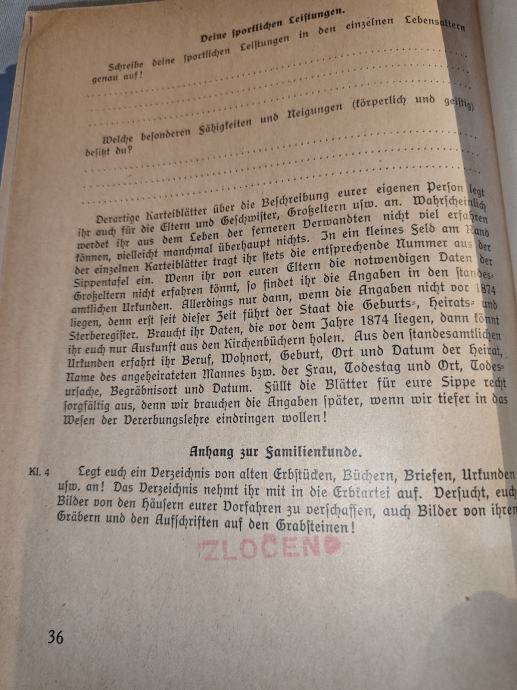 Deine sportlichen Leistungen.
Schreibe deine sportlichen Leistungen in den einzelnen Lebensaltern
genau auf!
Welche besonderen Fähigkeiten und Neigungen (körperlich und geistig)
besitzt du?
Derartige Karteiblätter über die Beschreibung eurer eigenen Person legt
ihr auch für die Eltern und Geschwister, Großeltern usw. an. Wahrscheinlich
werdet ihr aus dem Leben der ferneren Verwandten nicht viel erfahren
können, vielleicht manchmal überhaupt nichts. In ein kleines Feld am Rand
der einzelnen Karteiblätter tragt ihr stets die entsprechende Nummer aus der
Sippentafel ein. Wenn ihr von euren Eltern die notwendigen Daten der
Großeltern nicht erfahren könnt, so findet ihr die Angaben in den standes-
amtlichen Urkunden. Allerdings nur dann, wenn die Angaben nicht vor 1874
liegen, denn erst seit dieser Zeit führt der Staat die Geburts-, Heirats- und
Sterberegister. Braucht ihr Daten, die vor dem Jahre 1874 liegen, dann könnt
ihr euch nur Auskunft aus den Kirchenbüchern holen. Aus den standesamtlichen
Urkunden erfahrt ihr Beruf, Wohnort, Geburt, Ort und Datum der Heirat,
Name des angeheirateten Mannes bzw. der Frau, Todestag und Ort, Todes-
ursache, Begräbnisort und Datum. Füllt die Blätter für eure Sippe recht
sorgfältig aus, denn wir brauchen die Angaben später, wenn wir tiefer in das
Wesen der Vererbungslehre eindringen wollen!
Anhang zur Familienkunde.
Kl. 4 Legt euch ein Verzeichnis von alten Erbstücken, Büchern, Briefen, Urkunden
usw. an! Das Verzeichnis nehmt ihr mit in die Erbkartei auf. Versucht, euch
Bilder von den Häusern eurer Vorfahren zu verschaffen, auch Bilder von ihren
Gräbern und den Aufschriften auf den Grabsteinen!
ZLOCEND
36